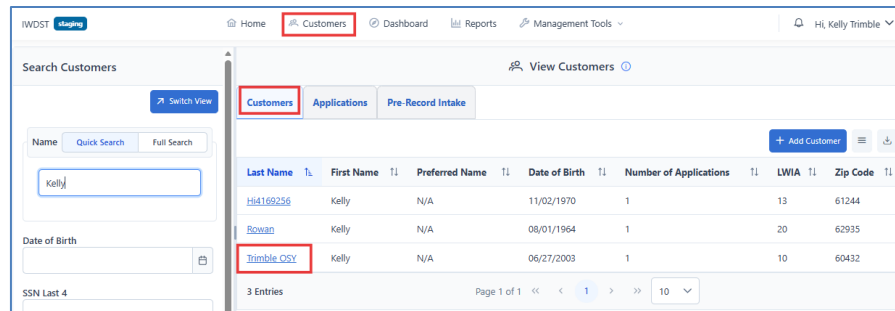 IWDST staging Home Customers Dashboard Reports Management Tools Hi, Kelly Trimble
Search Customers
Switch View
Name Quick Search Full Search
Kelly
Date of Birth
SSN Last 4
View Customers
Customers Applications Pre-Record Intake
+ Add Customer
Last Name First Name Preferred Name Date of Birth Number of Applications LWIA Zip Code
Hi4169256 Kelly N/A 11/02/1970 1 13 61244
Rowan Kelly N/A 08/01/1964 1 20 62935
Trimble OSY Kelly N/A 06/27/2003 1 10 60432
3 Entries Page 1 of 1 << < 1 > >> 10